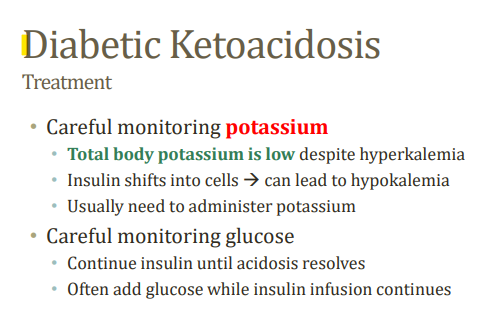 Diabetic Ketoacidosis
Treatment
• Careful monitoring potassium
• Total body potassium is low despite hyperkalemia
• Insulin shifts into cells → can lead to hypokalemia
• Usually need to administer potassium
• Careful monitoring glucose
• Continue insulin until acidosis resolves
• Often add glucose while insulin infusion continues